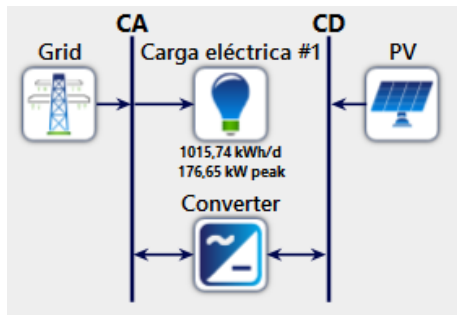 CA CD
Grid Carga eléctrica #1 PV
1015,74 kWh/d
176,65 kW peak
Converter